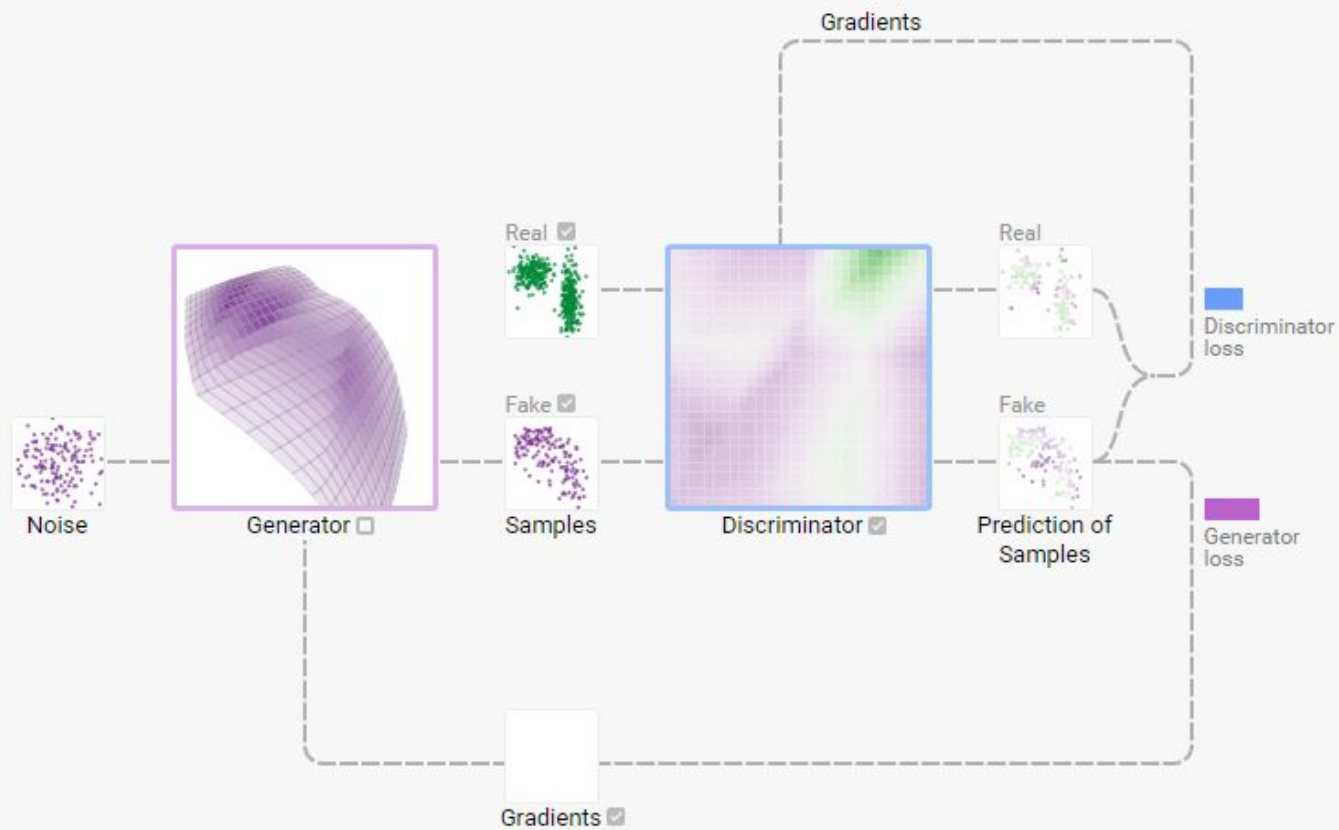 Gradients
Real
Real
Discriminator
loss
Fake
Fake
Noise
Generator
Samples
Discriminator
Prediction of
Samples
Generator
loss
Gradients